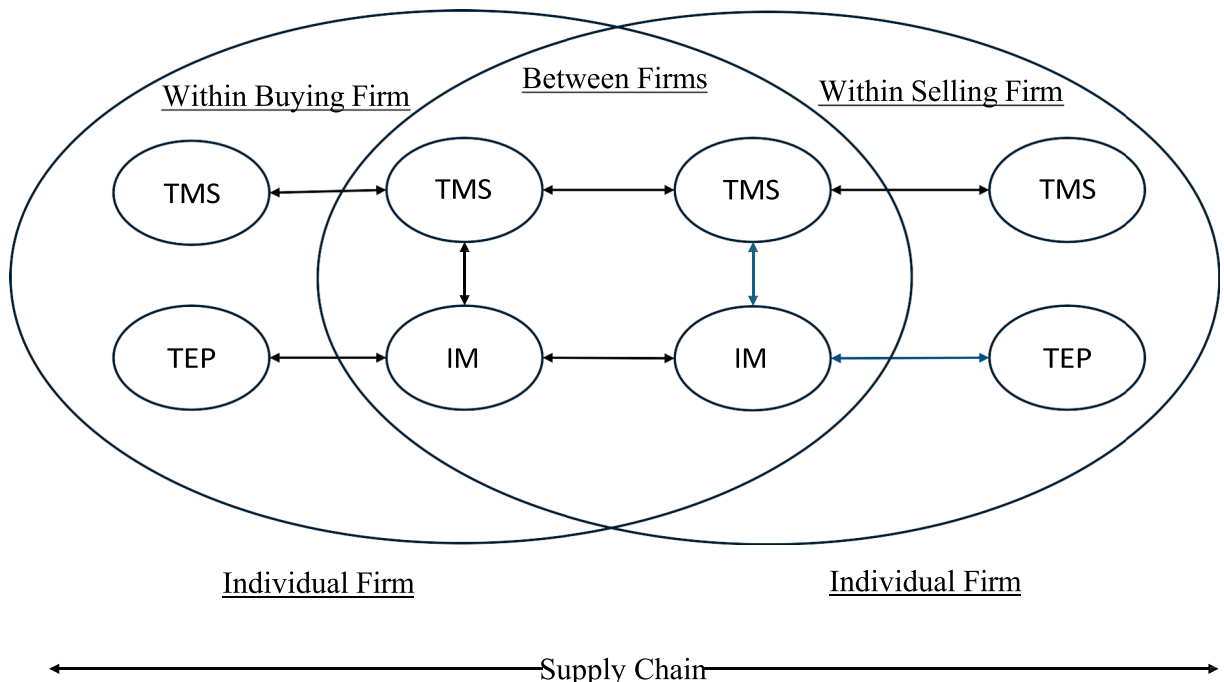 Within Buying Firm
Between Firms
Within Selling Firm
TMS
TMS
TMS
TMS
TEP
IM
IM
TEP
Individual Firm
Individual Firm
Supply Chain